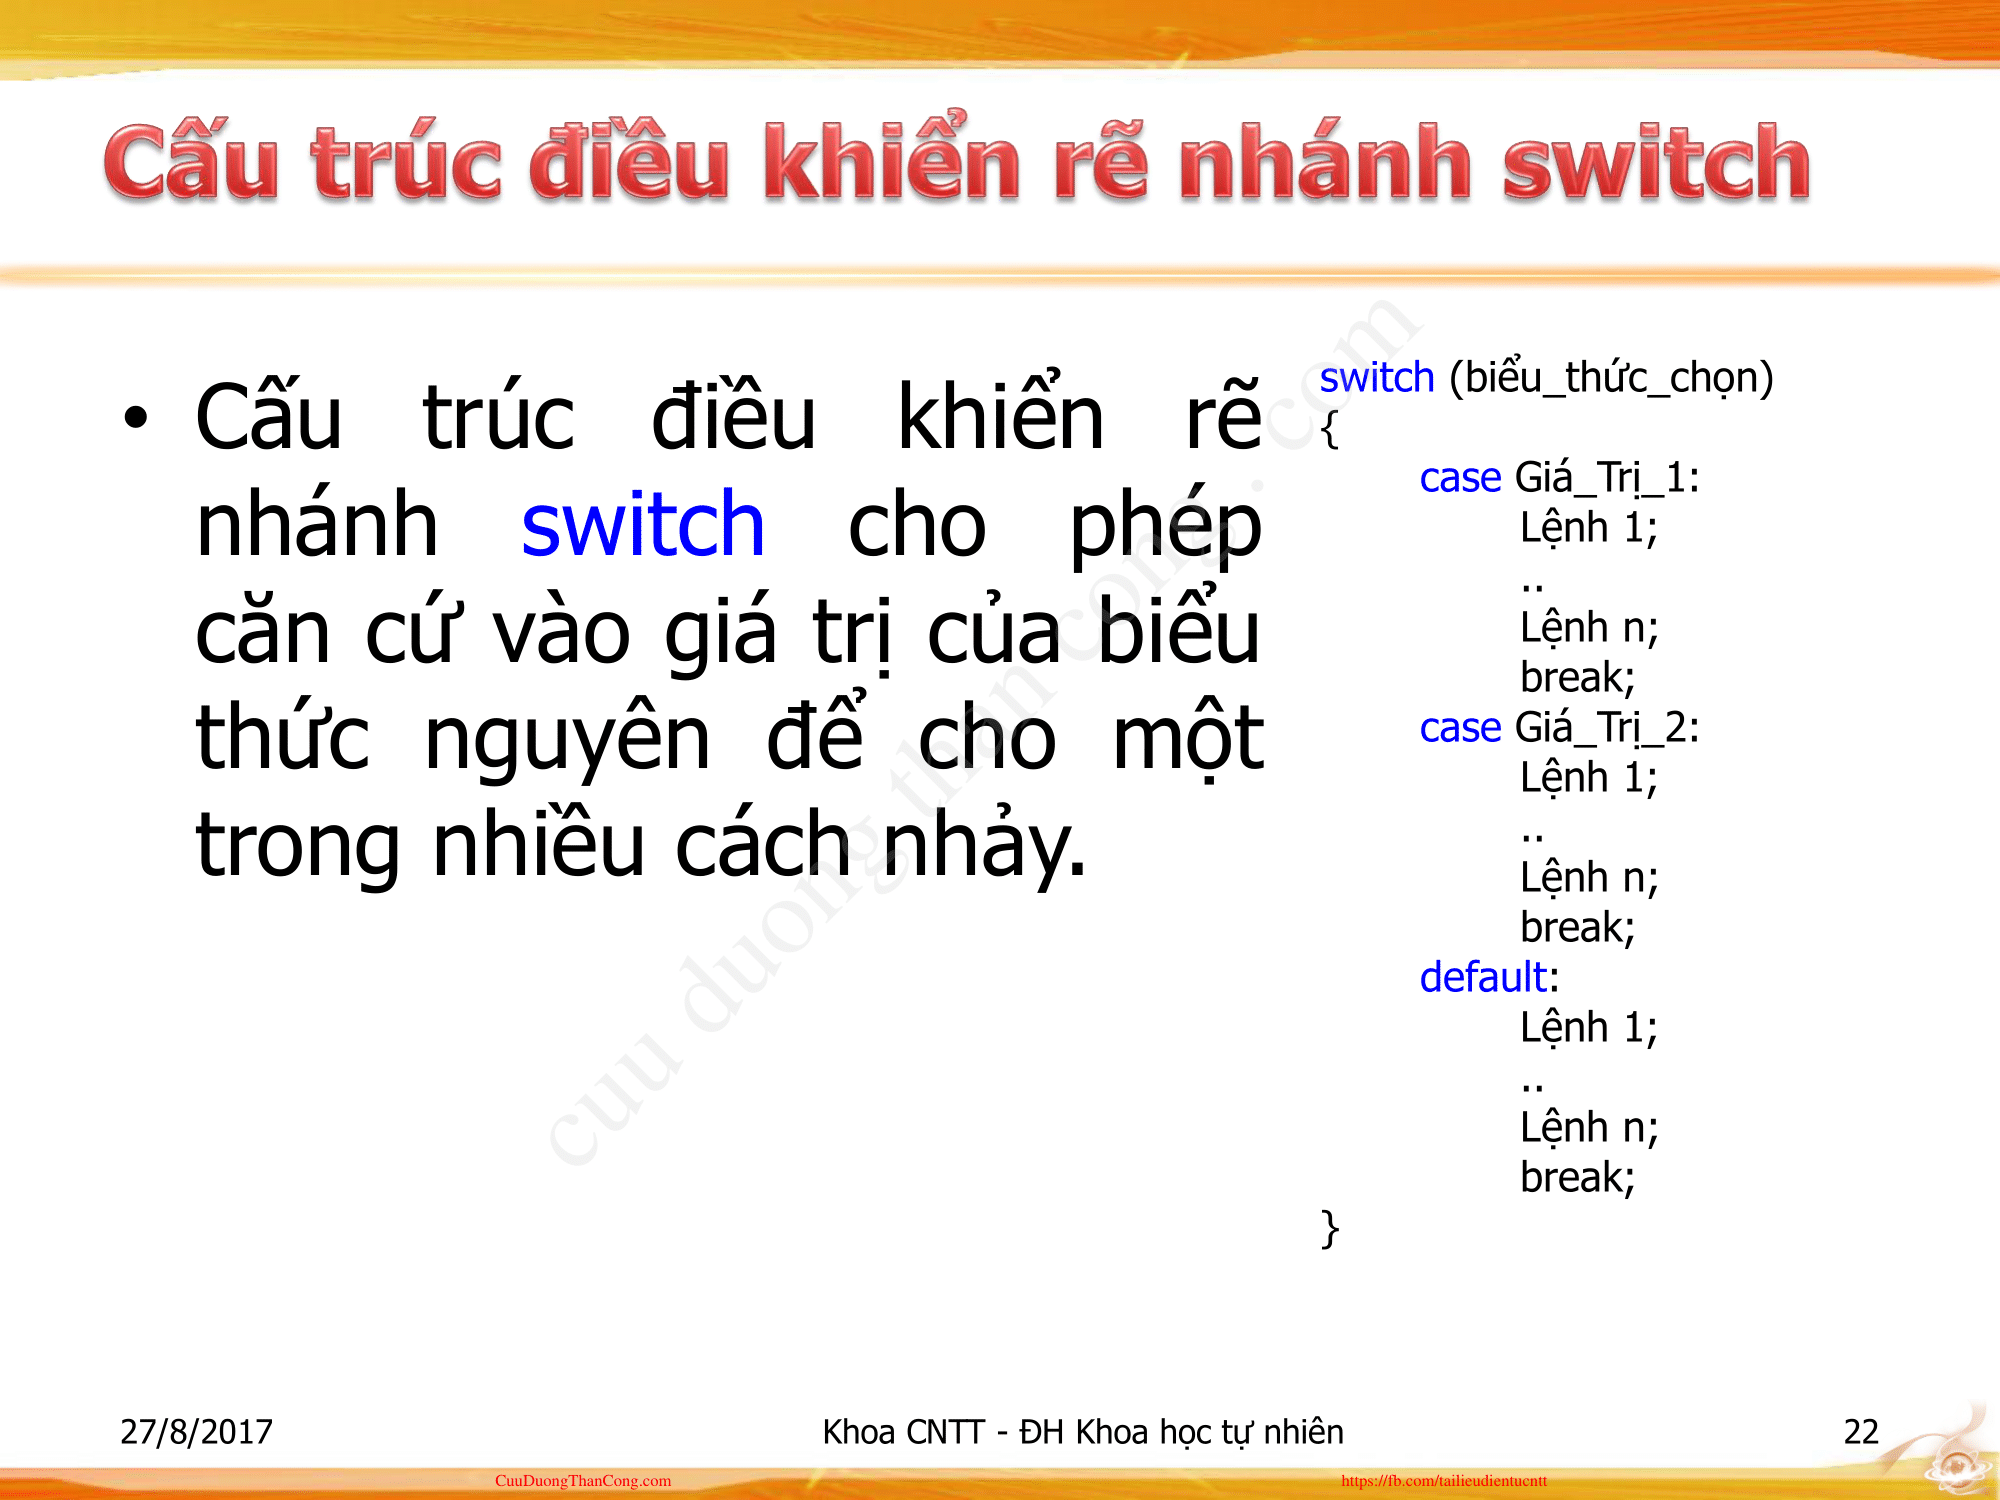 Cấu trúc điều khiển rẽ nhánh switch
• Cấu trúc điều khiển rẽ
nhánh switch cho phép
căn cứ vào giá trị của biểu
thức nguyên để cho một
trong nhiều cách nhảy.
switch (biểu_thức_chọn)
{
case Giá_Trị_1:
Lệnh 1;
..
Lệnh n;
break;
case Giá_Trị_2:
Lệnh 1;
..
Lệnh n;
break;
default:
Lệnh 1;
..
Lệnh n;
break;
}
cuu duong than cong . com
27/8/2017
Khoa CNTT - ĐH Khoa học tự nhiên
22
CuuDuongThanCong.com
https://fb.com/tailieudientucntt